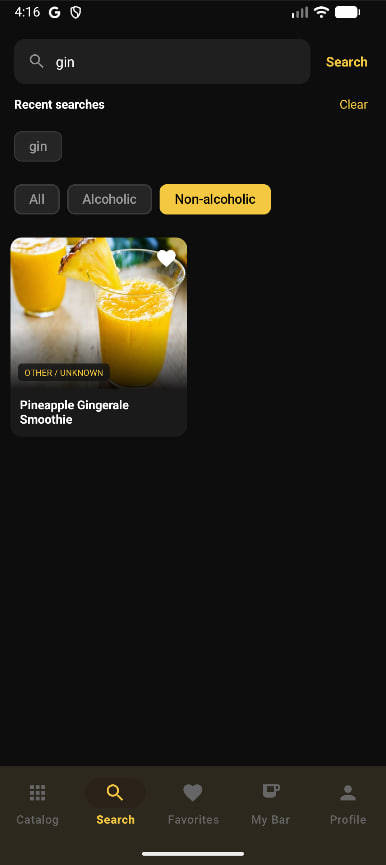 4:16
gin
Search
Recent searches
Clear
gin
All
Alcoholic
Non-alcoholic
OTHER / UNKNOWN
Pineapple Gingerale
Smoothie
Catalog
Search
Favorites
My Bar
Profile